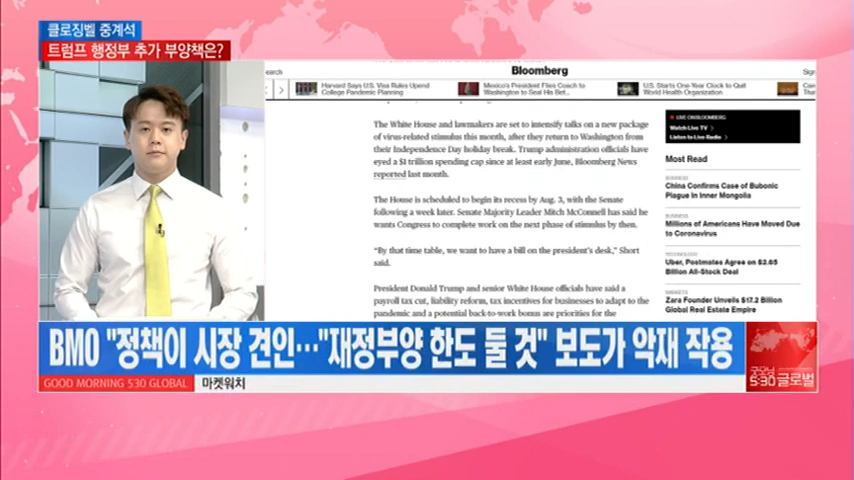 클로징벨 중계석
트럼프 행정부 추가 부양책은?
earch
Bloomberg
Sign
Harvard Says U.S. Visa Rules Upend
College Pandemic Planning
Mexico's President Flies Coach to
Washington to Seal His Bet...
U.S. Starts One-Year Clock to Quit
World Health Organization
The White House and lawmakers are set to intensify talks on a new package
of virus-related stimulus this month, after they return to Washington from
their Independence Day holiday break. Trump administration officials have
eyed a $1 trillion spending cap since at least early June, Bloomberg News
reported last month.
The House is scheduled to begin its recess by Aug. 3, with the Senate
following a week later. Senate Majority Leader Mitch McConnell has said he
wants Congress to complete work on the next phase of stimulus by then.
“By that time table, we want to have a bill on the president's desk,” Short
said.
President Donald Trump and senior White House officials have said a
payroll tax cut, liability reform, tax incentives for businesses to adapt to the
pandemic and a potential back-to-work bonus are priorities for the
LIVE ON BLOOMBERG
Watch Live TV
Listen to Live Radio
Most Read
BUSINESS
China Confirms Case of Bubonic
Plague in Inner Mongolia
BUSINESS
Millions of Americans Have Moved Due
to Coronavirus
TECHNOLOGY
Uber, Postmates Agree on $2.65
Billion All-Stock Deal
MARKETS
Zara Founder Unveils $17.2 Billion
Global Real Estate Empire
BMO "정책이 시장 견인…"재정부양 한도 둘 것" 보도가 악재 작용
GOOD MORNING 530 GLOBAL
마켓워치
굿모닝
5:30 글로벌